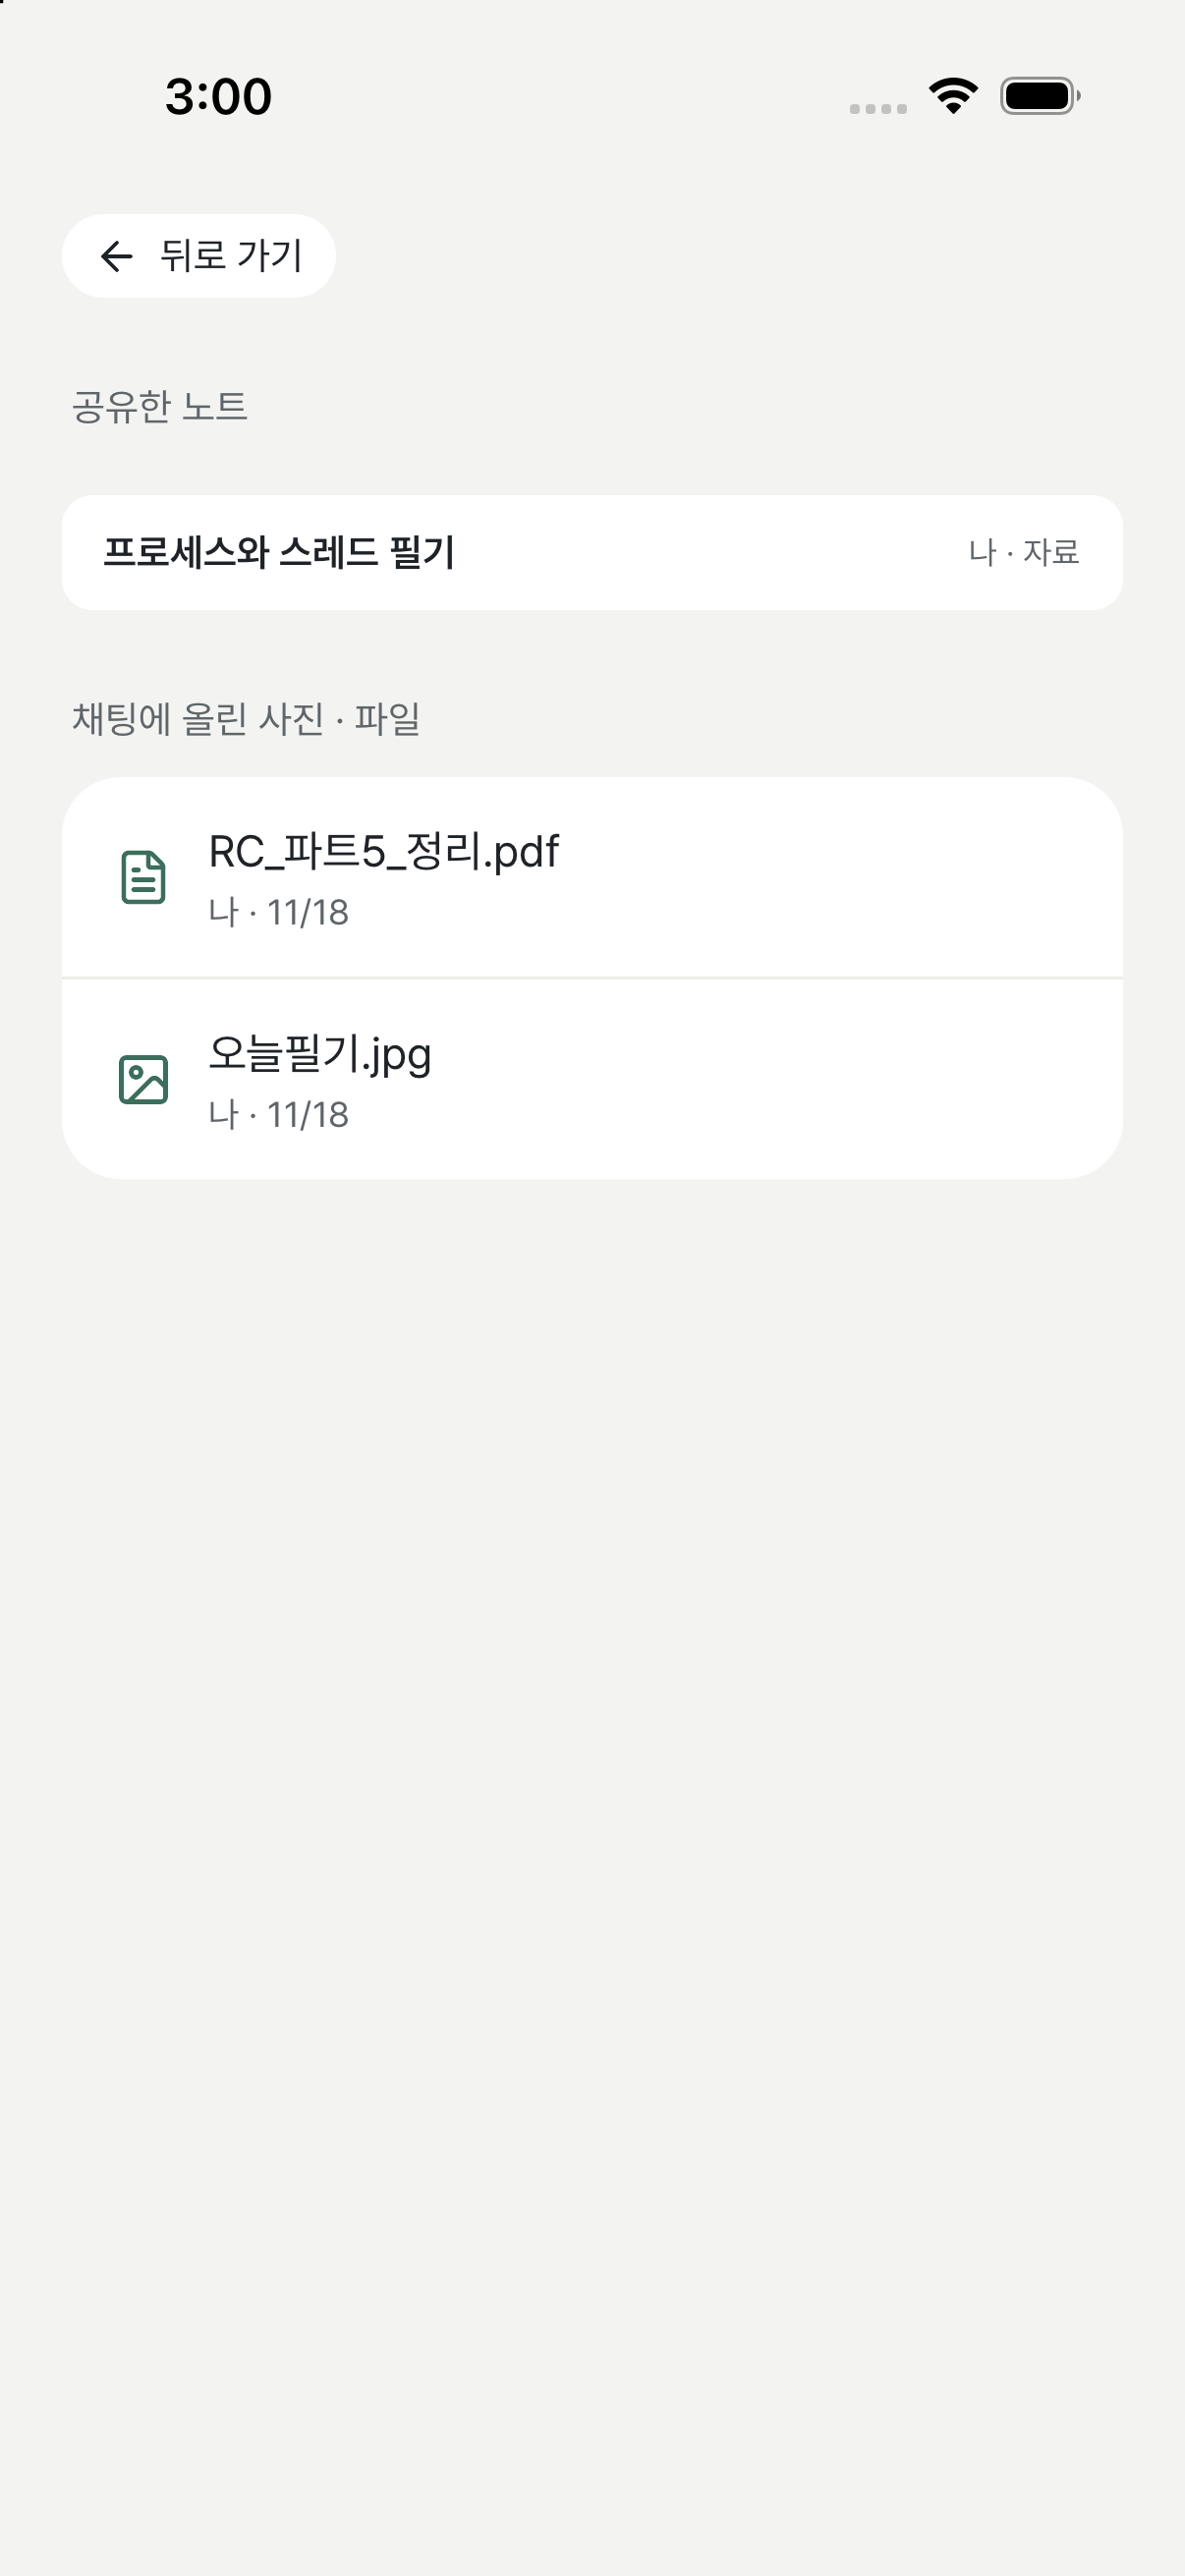 3:00
뒤로 가기
공유한 노트
프로세스와 스레드 필기
나 · 자료
채팅에 올린 사진 · 파일
RC_파트5_정리.pdf
나 · 11/18
오늘필기.jpg
나 · 11/18